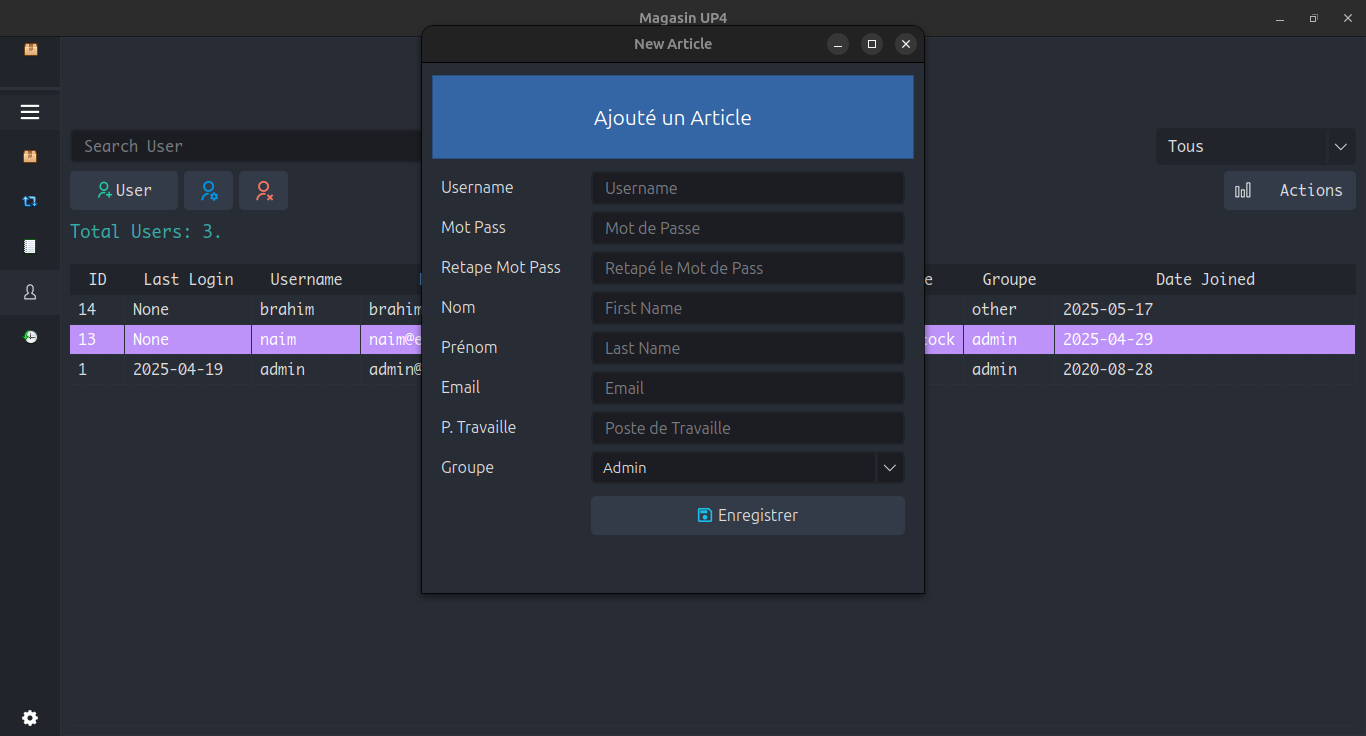 Magasin UP4
New Article
Ajouté un Article
Search User
Tous
User
Actions
Total Users: 3.
Username Username
Mot Pass Mot de Passe
Retape Mot Pass Retapé le Mot de Pass
Nom First Name
Prénom Last Name
Email Email
P. Travaille Poste de Travaille
Groupe Admin
Enregistrer
ID Last Login Username Groupe Date Joined
14 None brahim brahim other 2025-05-17
13 None naim naim@ admin 2025-04-29
1 2025-04-19 admin admin@ admin 2020-08-28